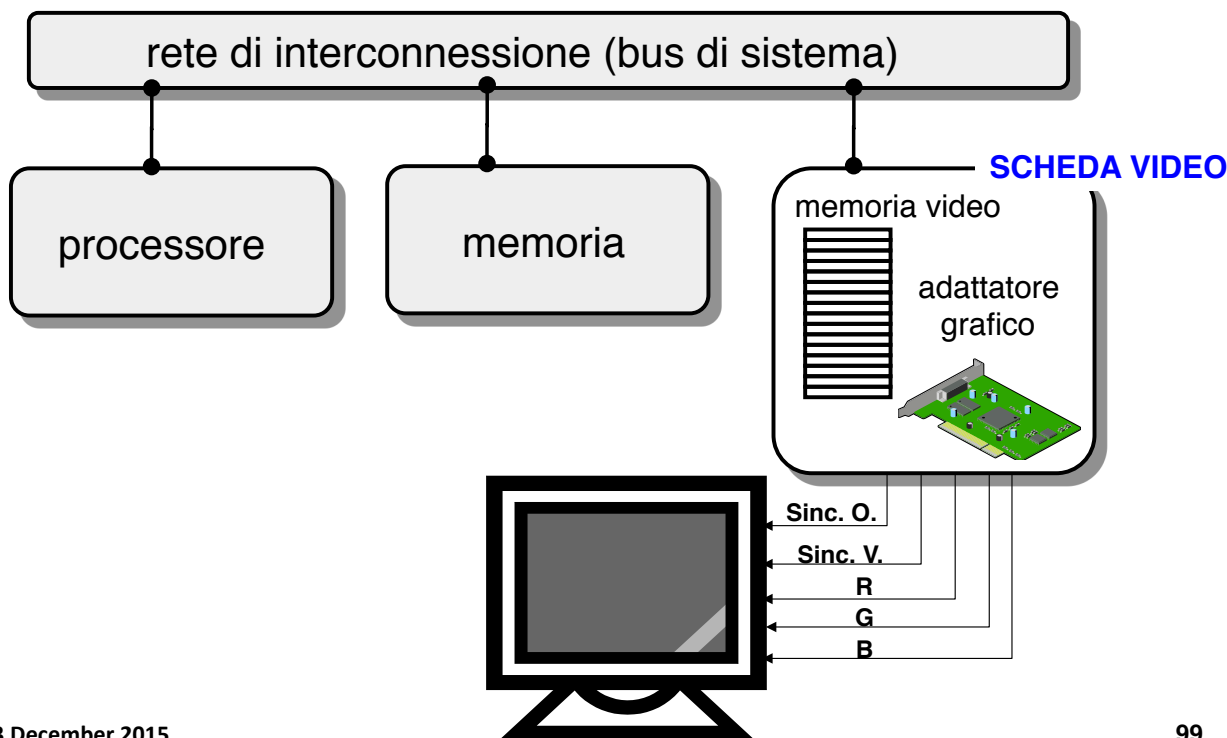 rete di interconnessione (bus di sistema)
SCHEDA VIDEO
processore
memoria
memoria video
adattatore
grafico
Sinc. O.
Sinc. V.
R
G
B
December 2015
99